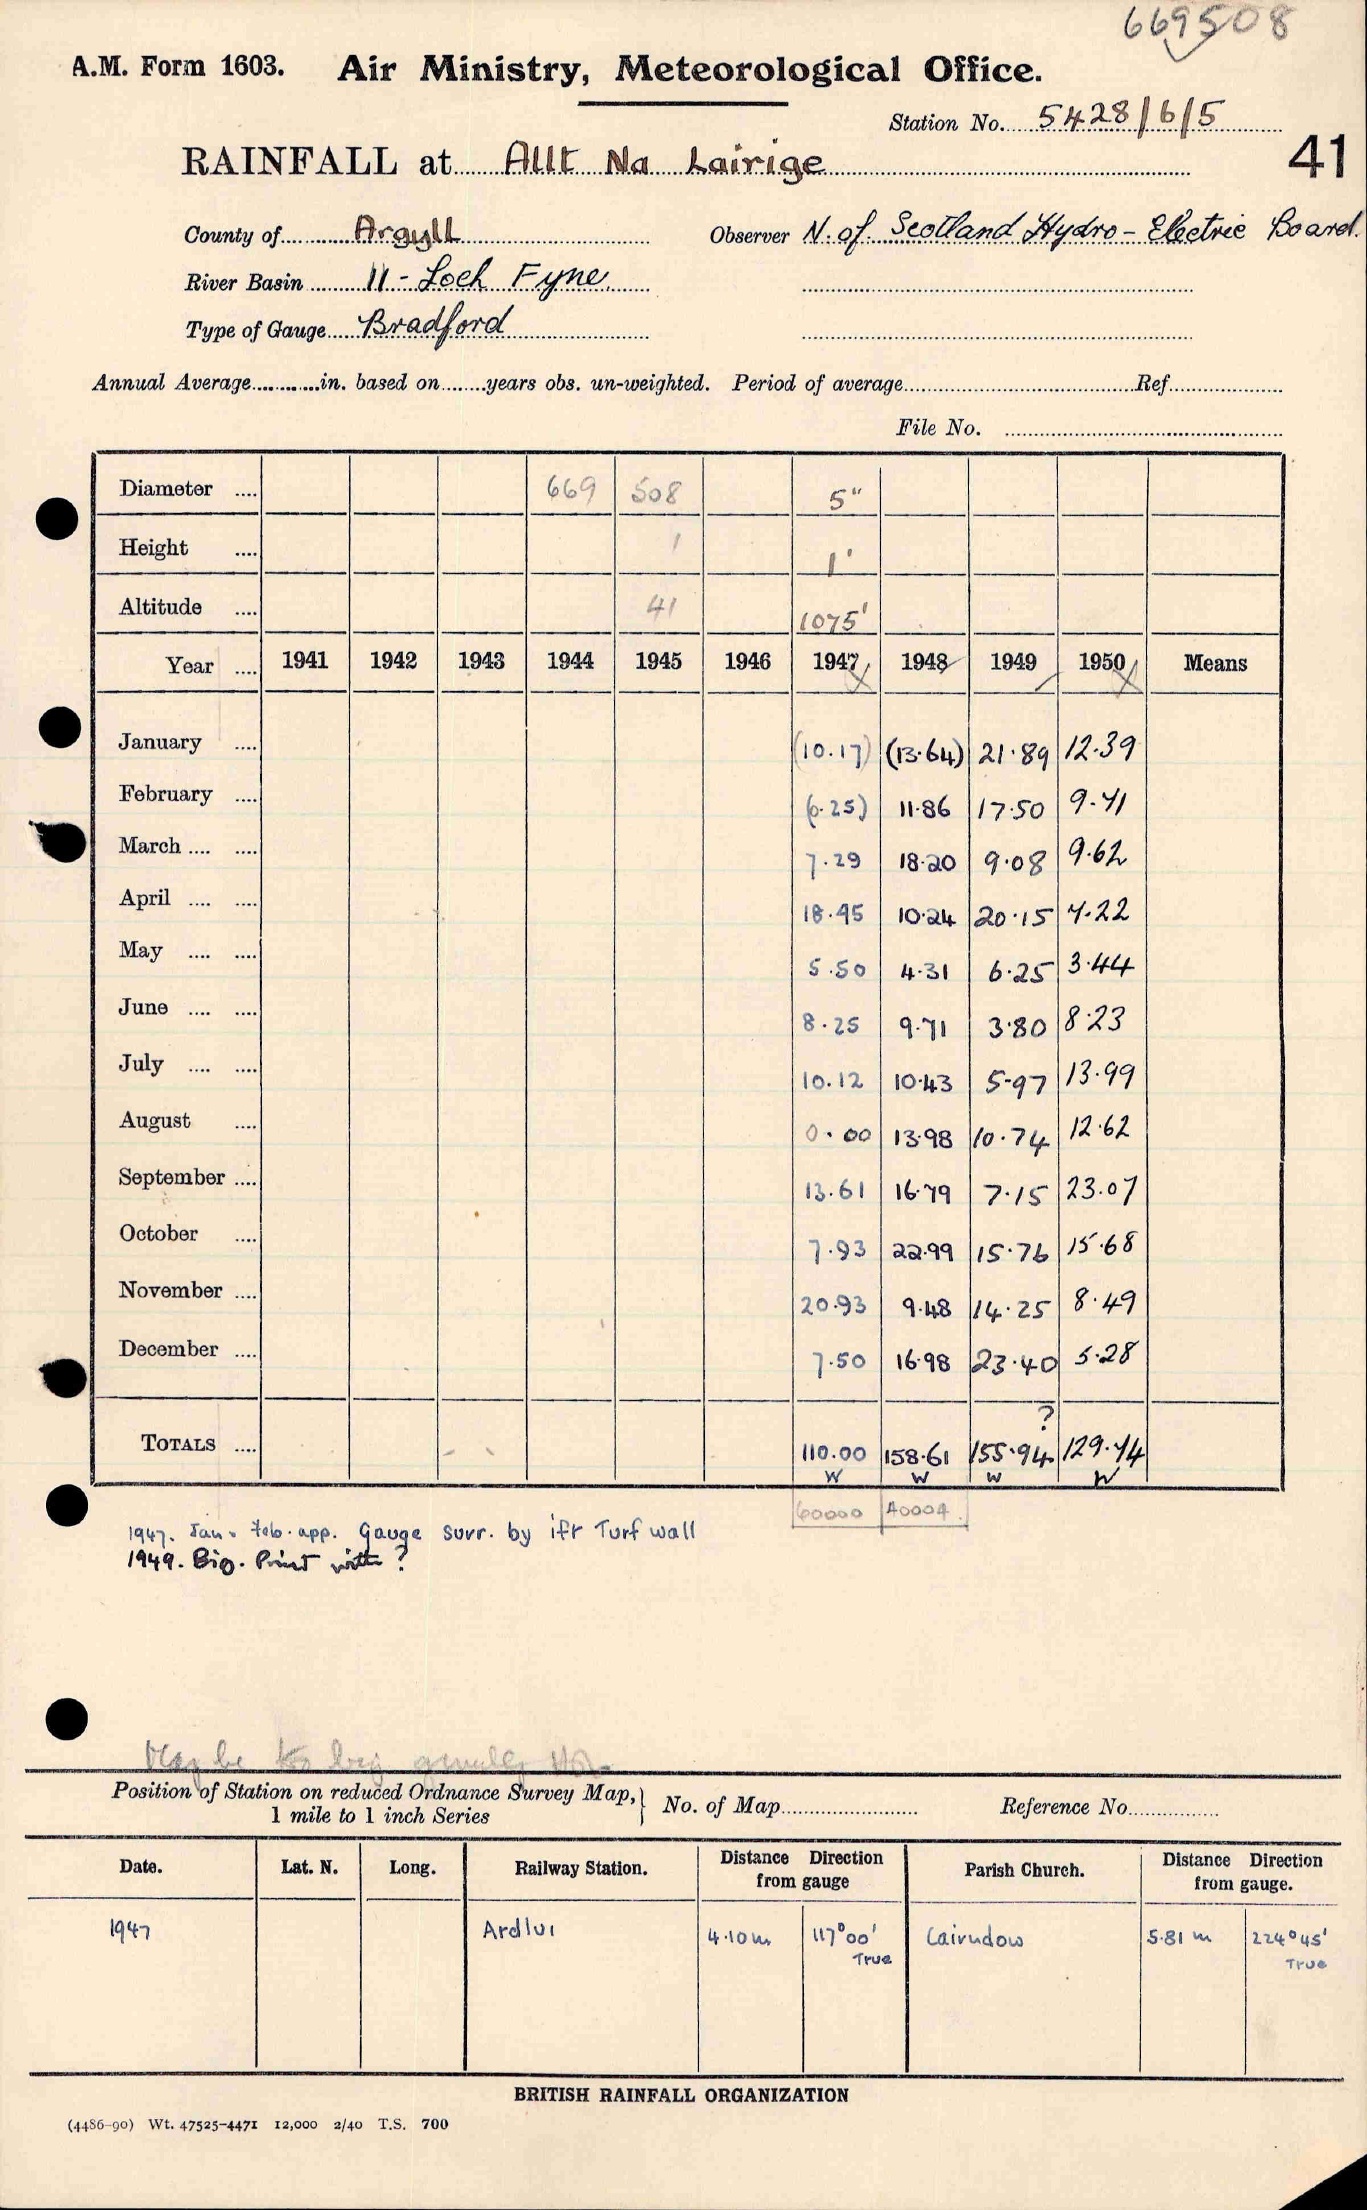 669508
A.M. Form 1603. Air Ministry, Meteorological Office.
Station No. 5428/6/5
41
RAINFALL at Allt Na Lairige
County of Argyll Observer N. of Scotland Hydro-Electric Board.
River Basin 11 - Loch Fyne.
Type of Gauge Bradford
Annual Average in. based on years obs. un-weighted. Period of average Ref
File No.
Diameter 669 508 5"
Height 1 1'
Altitude 41 1075'
Year 1941 1942 1943 1944 1945 1946 1947 1948 1949 1950 Means
January (10.17) (13.64) 21.89 12.39
February (6.25) 11.86 17.50 9.71
March 7.29 18.20 9.08 9.62
April 18.45 10.24 20.15 7.22
May 5.50 4.31 6.25 3.44
June 8.25 9.71 3.80 8.23
July 10.12 10.43 5.97 13.99
August 0.00 13.98 10.74 12.62
September 13.61 16.79 7.15 23.07
October 7.93 22.99 15.76 15.68
November 20.93 9.48 14.25 8.49
December 7.50 16.98 23.40 5.28
?
TOTALS 110.00 158.61 155.94 129.74
W W W W
60000 40004
1947. Jan. Feb. app. Gauge surr. by 1ft Turf wall
1949. Big. Print with ?
May be too big
Position of Station on reduced Ordnance Survey Map, 1 mile to 1 inch Series No. of Map Reference No.
Date. Lat. N. Long. Railway Station. Distance Direction from gauge Parish Church. Distance Direction from gauge.
1947 Ardlui 4.10 m 117°00' True Cairndow 5.81 m 224°45' True
BRITISH RAINFALL ORGANIZATION
(4486-90) Wt. 47525-4471 12,000 2/40 T.S. 700